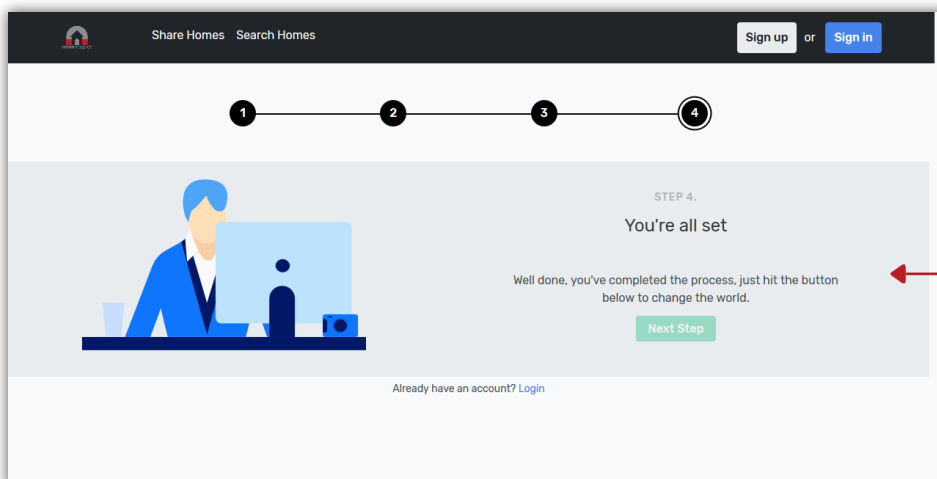 Share Homes Search Homes
Sign up or Sign in
1 2 3 4
STEP 4.
You're all set
Well done, you've completed the process, just hit the button
below to change the world.
Next Step
Already have an account? Login